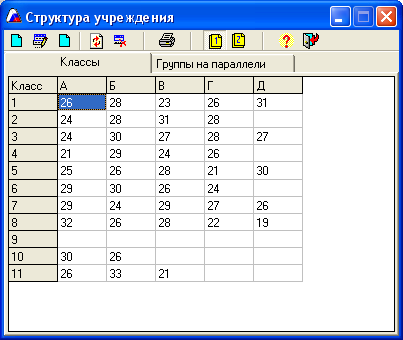 Структура учреждения
1 2 ?
Классы Группы на параллели
Класс А Б В Г Д
1 26 28 23 26 31
2 24 28 31 28
3 24 30 27 28 27
4 21 29 24 26
5 25 26 28 21 30
6 29 30 26 24
7 29 24 29 27 26
8 32 26 28 22 19
9
10 30 26
11 26 33 21